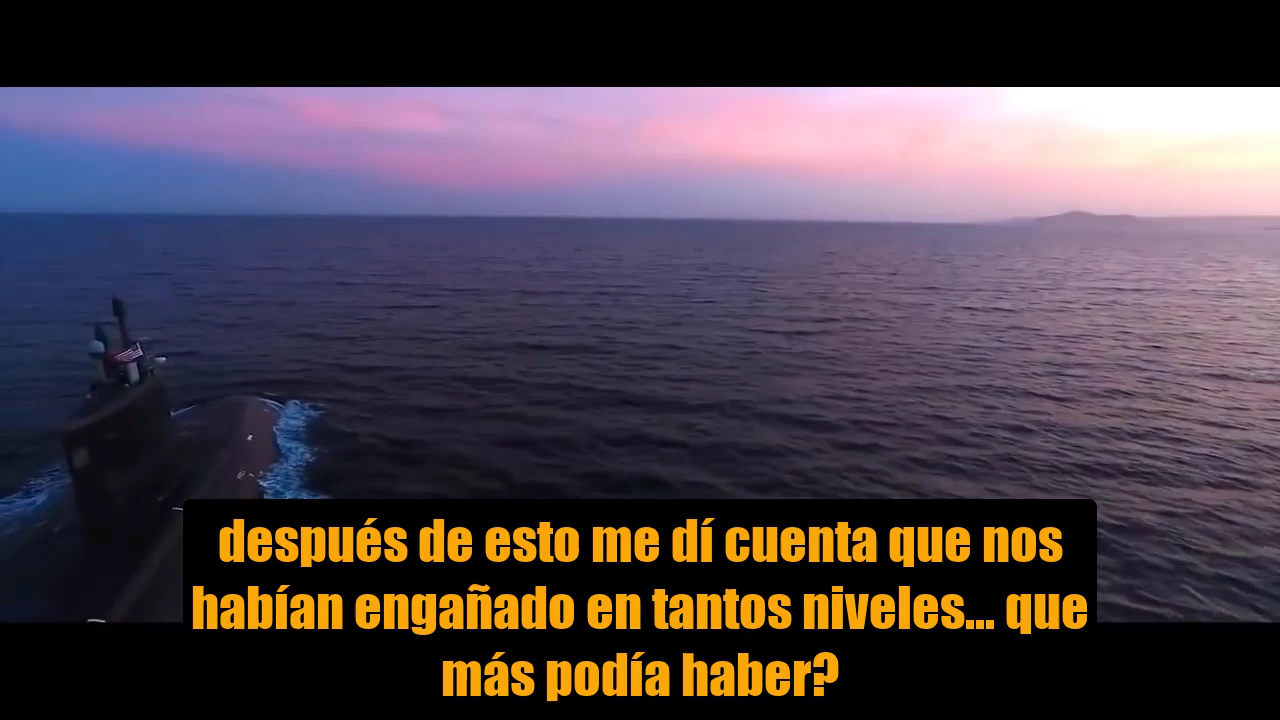 después de esto me dí cuenta que nos
habían engañado en tantos niveles... que
más podía haber?